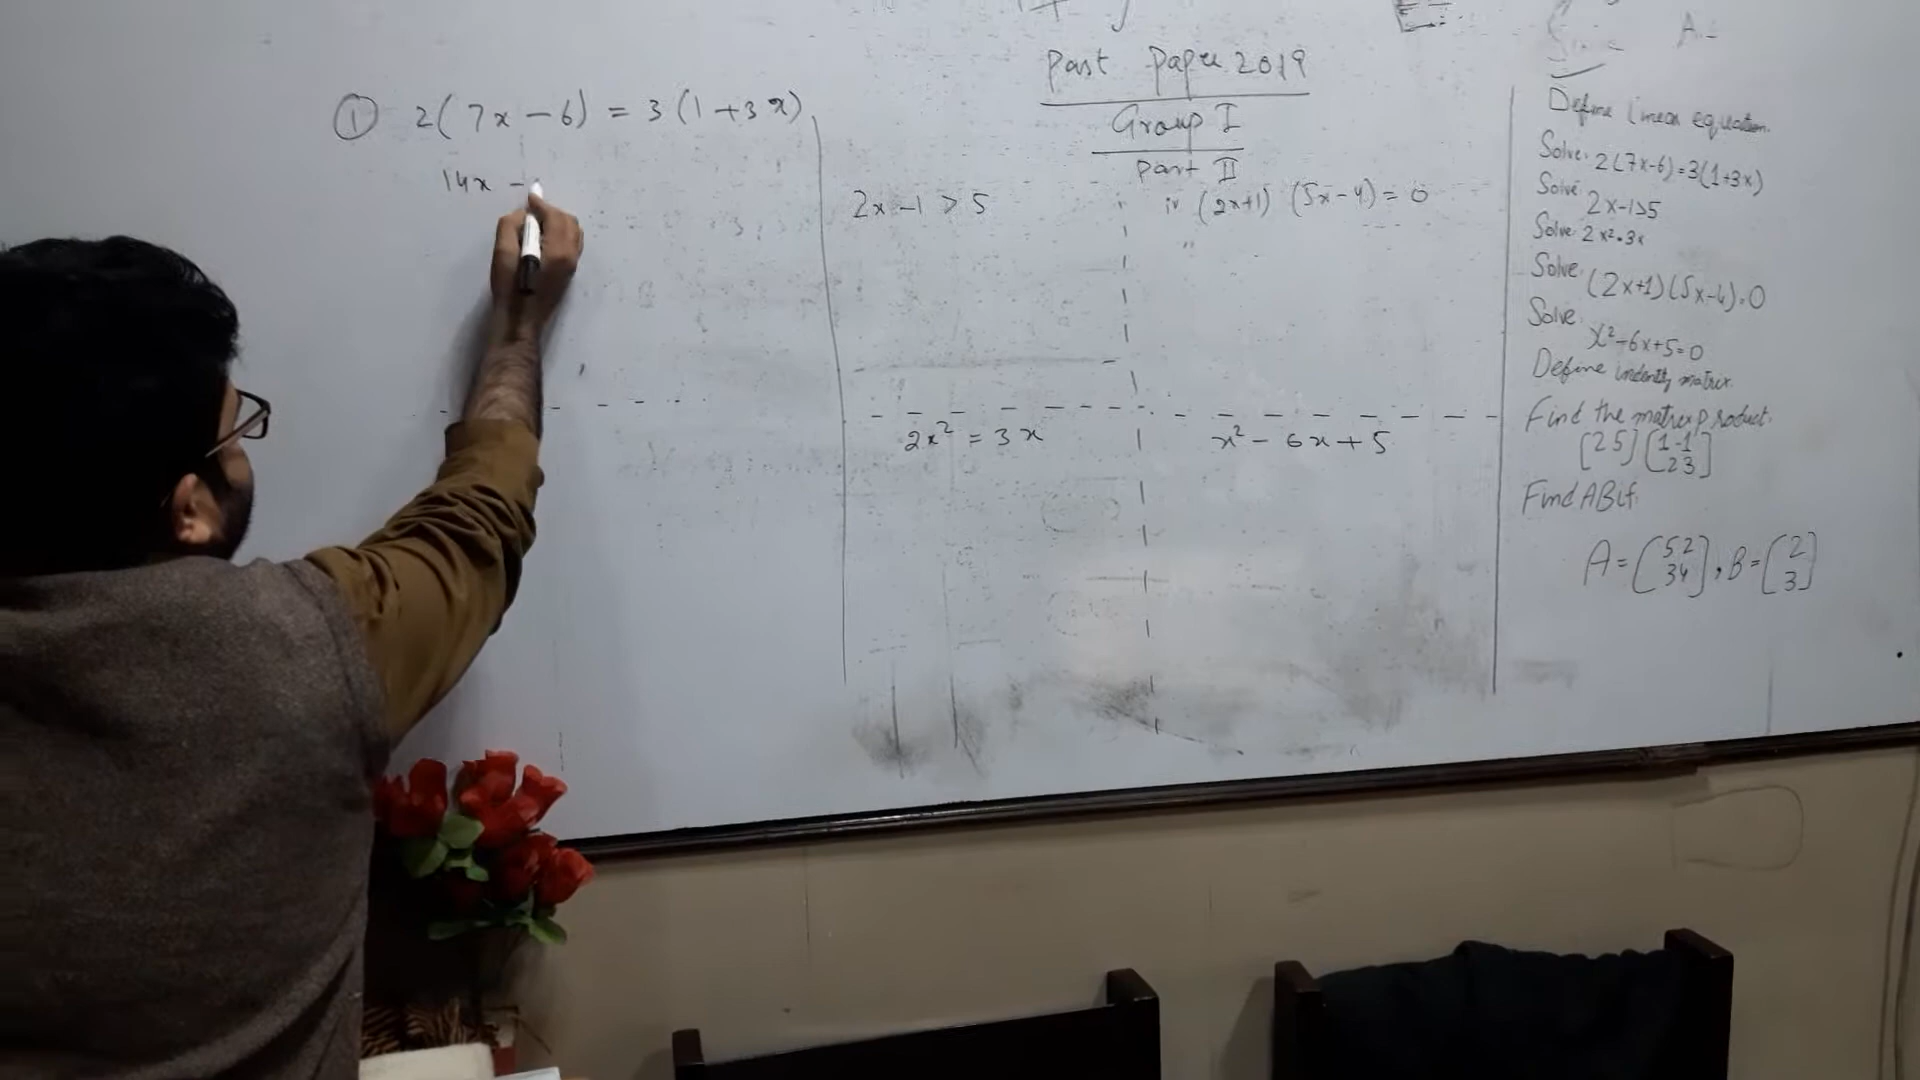 Past Paper 2019
Group I
Part II
① 2(7x-6) = 3(1+3x)
14x -
2x-1 > 5
iv (2x+1) (5x-4) = 0
2x² = 3x
x² - 6x + 5
Define linear equation.
Solve. 2(7x-6)=3(1+3x)
Solve
2x-1>5
Solve. 2x²=3x
Solve.
(2x+1)(5x-4)=0
Solve.
x²-6x+5=0
Define indentity matrix.
Find the matrex product.
[2 5] [1 -1
2 3]
Find AB if.
A = [5 2
3 4], B = [2
3]